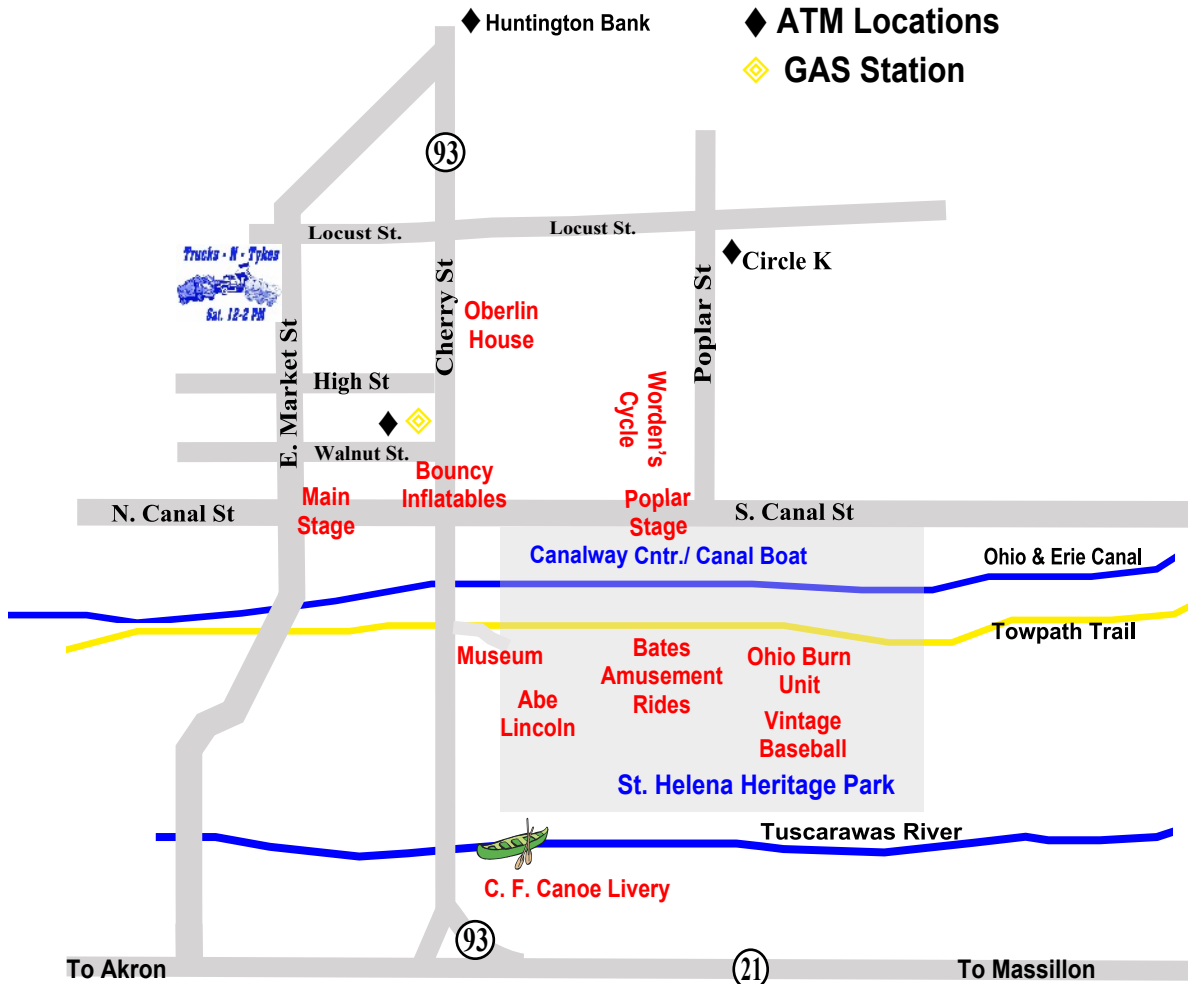 Huntington Bank
ATM Locations
GAS Station
93
Locust St.
Locust St.
Trucks - N - Tykes
Sat. 12-2 PM
Circle K
E. Market St
Cherry St
Poplar St
Oberlin
House
High St
Worden's
Cycle
Walnut St.
Bouncy
Inflatables
Main
Stage
Poplar
Stage
N. Canal St
S. Canal St
Canalway Cntr./ Canal Boat
Ohio & Erie Canal
Towpath Trail
Museum
Bates
Amusement
Rides
Ohio Burn
Unit
Abe
Lincoln
Vintage
Baseball
St. Helena Heritage Park
Tuscarawas River
C. F. Canoe Livery
93
To Akron
21
To Massillon